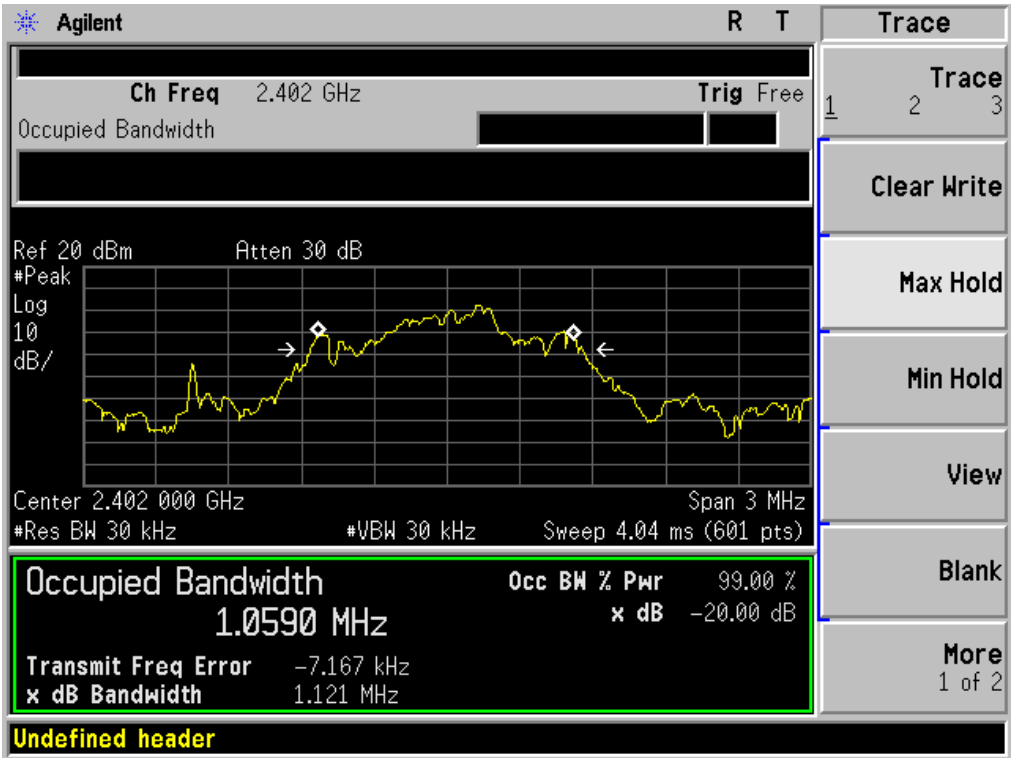 Agilent
R T
Trace
Ch Freq 2.402 GHz
Trig Free
Occupied Bandwidth
Trace
1 2 3
Clear Write
Max Hold
Min Hold
View
Blank
More
1 of 2
Ref 20 dBm
Atten 30 dB
#Peak
Log
10
dB/
Center 2.402 000 GHz
Span 3 MHz
#Res BW 30 kHz
#VBW 30 kHz
Sweep 4.04 ms (601 pts)
Occupied Bandwidth
1.0590 MHz
Occ BW % Pwr 99.00 %
x dB -20.00 dB
Transmit Freq Error -7.167 kHz
x dB Bandwidth 1.121 MHz
Undefined header